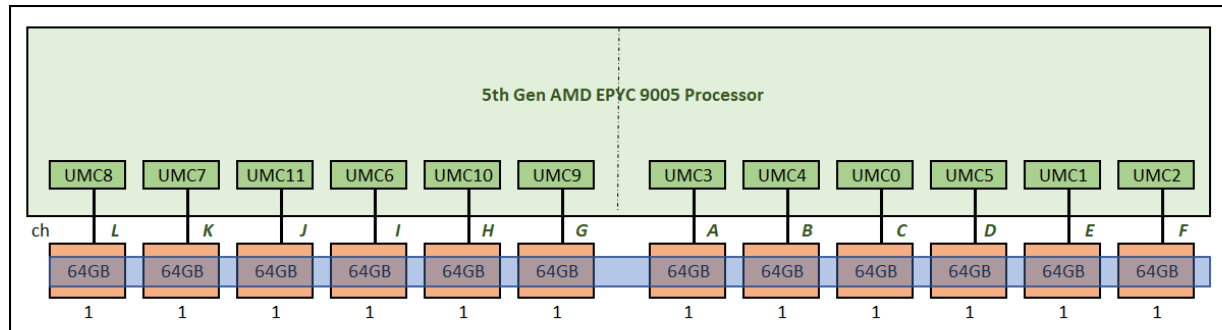 5th Gen AMD EPYC 9005 Processor
UMC8 UMC7 UMC11 UMC6 UMC10 UMC9 UMC3 UMC4 UMC0 UMC5 UMC1 UMC2
ch L K J I H G A B C D E F
64GB 64GB 64GB 64GB 64GB 64GB 64GB 64GB 64GB 64GB 64GB 64GB
1 1 1 1 1 1 1 1 1 1 1 1